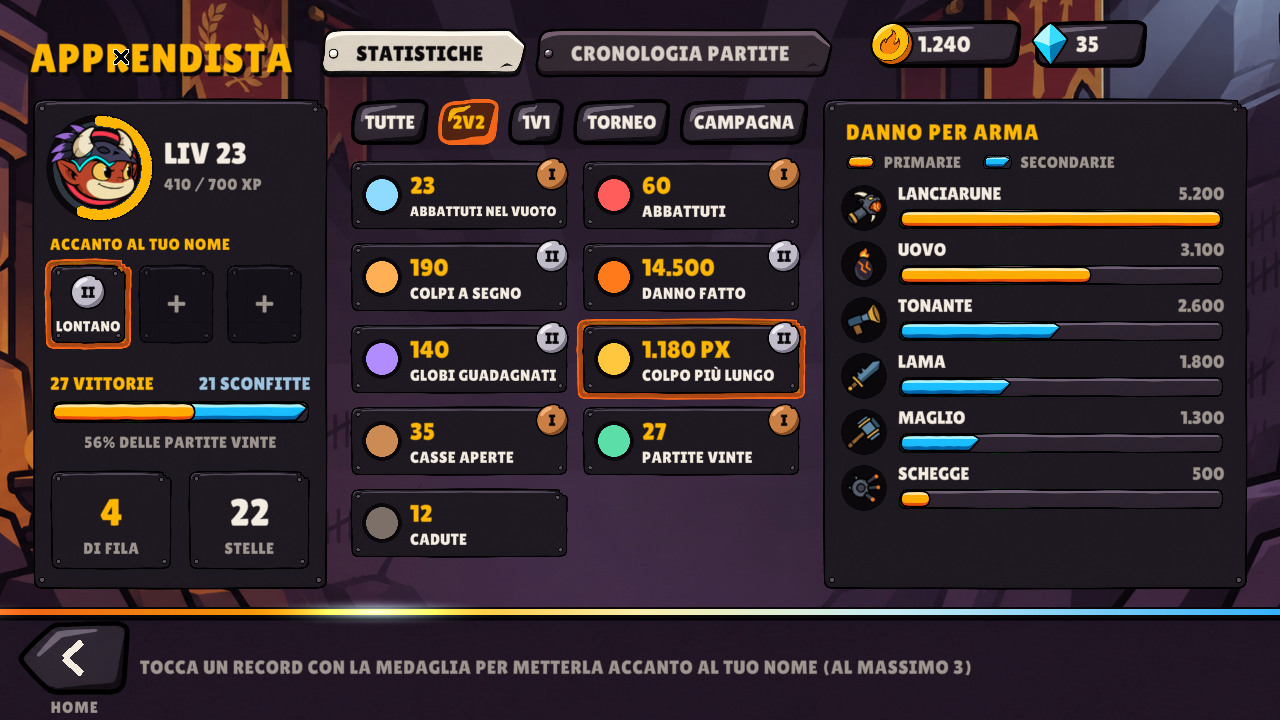 APPRENDISTA
STATISTICHE
CRONOLOGIA PARTITE
1.240
35
LIV 23
410 / 700 XP
ACCANTO AL TUO NOME
II
LONTANO
+
+
27 VITTORIE
21 SCONFITTE
56% DELLE PARTITE VINTE
4
DI FILA
22
STELLE
TUTTE
2V2
1V1
TORNEO
CAMPAGNA
23
ABBATTUTI NEL VUOTO
I
60
ABBATTUTI
I
190
COLPI A SEGNO
II
14.500
DANNO FATTO
II
140
GLOBI GUADAGNATI
II
1.180 PX
COLPO PIÙ LUNGO
II
35
CASSE APERTE
I
27
PARTITE VINTE
I
12
CADUTE
DANNO PER ARMA
PRIMARIE
SECONDARIE
LANCIARUNE
5.200
UOVO
3.100
TONANTE
2.600
LAMA
1.800
MAGLIO
1.300
SCHEGGE
500
TOCCA UN RECORD CON LA MEDAGLIA PER METTERLA ACCANTO AL TUO NOME (AL MASSIMO 3)
HOME